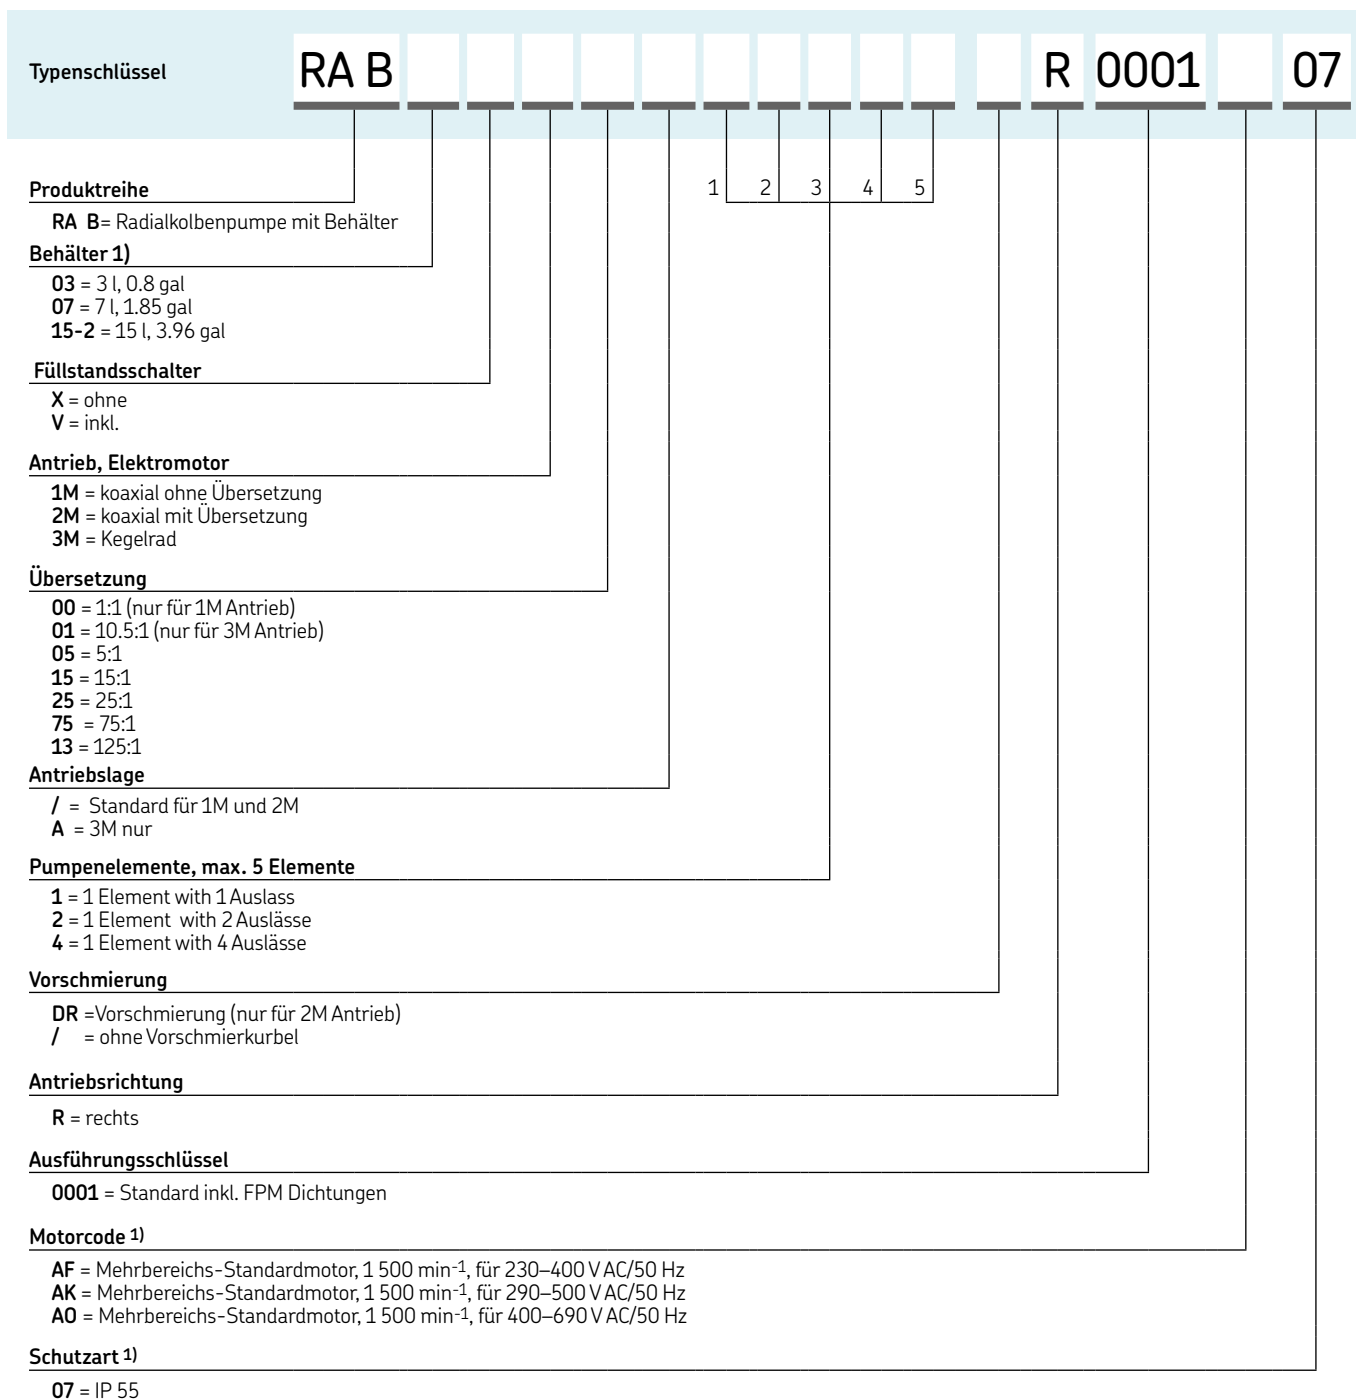 Typenschlüssel RA B R 0001 07
1 2 3 4 5
Produktreihe
RA B= Radialkolbenpumpe mit Behälter
Behälter 1)
03 = 3 l, 0.8 gal
07 = 7 l, 1.85 gal
15-2 = 15 l, 3.96 gal
Füllstandsschalter
X = ohne
V = inkl.
Antrieb, Elektromotor
1M = koaxial ohne Übersetzung
2M = koaxial mit Übersetzung
3M = Kegelrad
Übersetzung
00 = 1:1 (nur für 1M Antrieb)
01 = 10.5:1 (nur für 3M Antrieb)
05 = 5:1
15 = 15:1
25 = 25:1
75 = 75:1
13 = 125:1
Antriebslage
/ = Standard für 1M und 2M
A = 3M nur
Pumpenelemente, max. 5 Elemente
1 = 1 Element with 1 Auslass
2 = 1 Element with 2 Auslässe
4 = 1 Element with 4 Auslässe
Vorschmierung
DR =Vorschmierung (nur für 2M Antrieb)
/ = ohne Vorschmierkurbel
Antriebsrichtung
R = rechts
Ausführungsschlüssel
0001 = Standard inkl. FPM Dichtungen
Motorcode 1)
AF = Mehrbereichs-Standardmotor, 1 500 min-1, für 230–400 V AC/50 Hz
AK = Mehrbereichs-Standardmotor, 1 500 min-1, für 290–500 V AC/50 Hz
AO = Mehrbereichs-Standardmotor, 1 500 min-1, für 400–690 V AC/50 Hz
Schutzart 1)
07 = IP 55